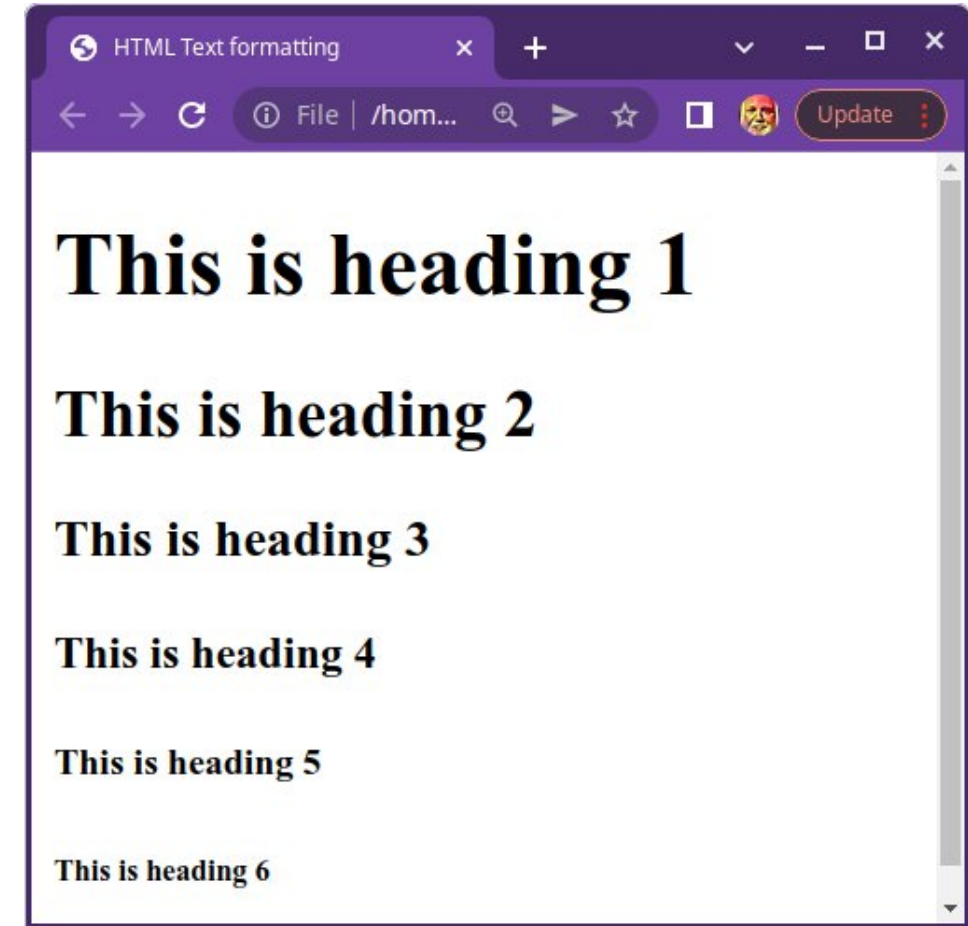 HTML Text formatting
File /hom... Update
This is heading 1
This is heading 2
This is heading 3
This is heading 4
This is heading 5
This is heading 6